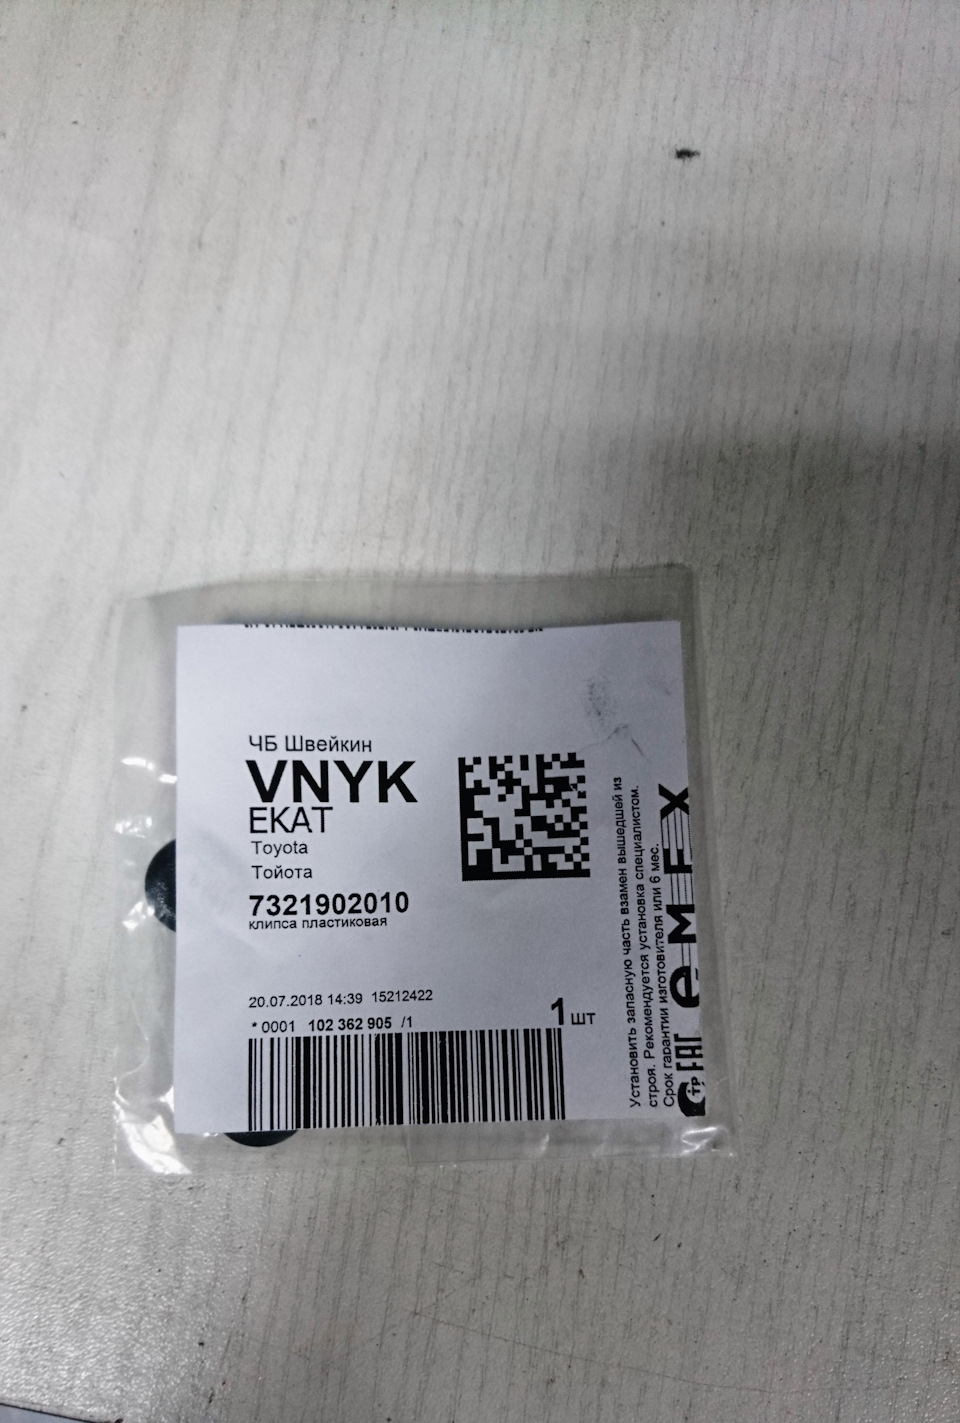 ЧБ Швейкин
VNYK
EKAT
Toyota
Тойота
7321902010
клипса пластиковая
20.07.2018 14:39 15212422
* 0001 102 362 905 /1
1 шт
Установить запасную часть взамен вышедшей из
строя. Рекомендуется установка специалистом.
Срок гарантии изготовителя или 6 мес.
ЕАС emex